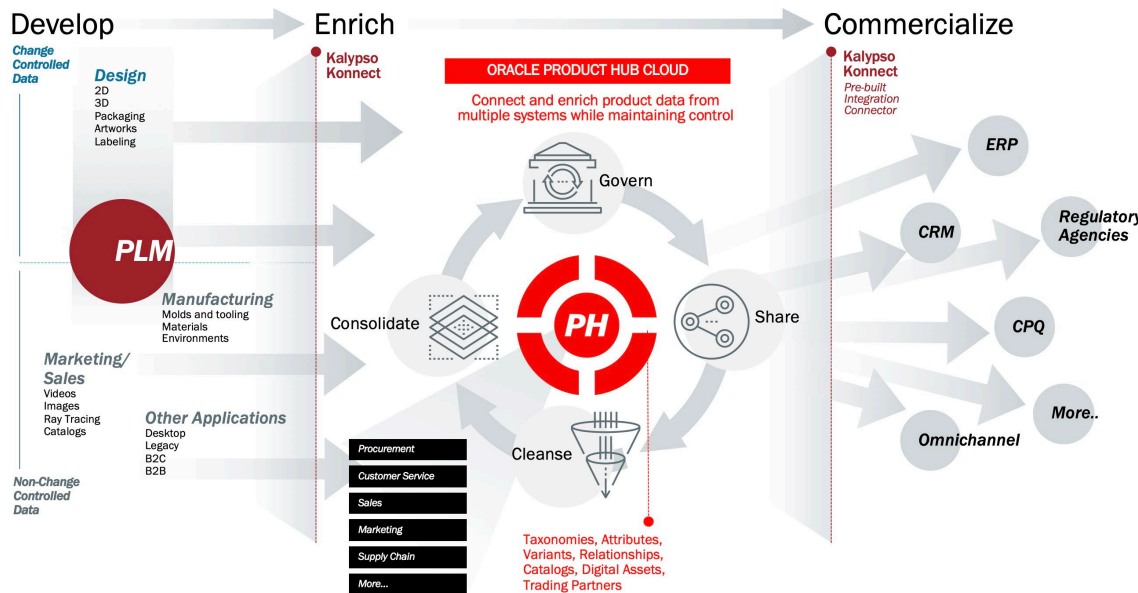 Develop
Enrich
Commercialize
Change
Controlled
Data
Design
2D
3D
Packaging
Artworks
Labeling
PLM
Manufacturing
Molds and tooling
Materials
Environments
Marketing/
Sales
Videos
Images
Ray Tracing
Catalogs
Other Applications
Desktop
Legacy
B2C
B2B
Non-Change
Controlled
Data
Kalypso
Konnect
ORACLE PRODUCT HUB CLOUD
Connect and enrich product data from
multiple systems while maintaining control
Govern
Consolidate
PH
Share
Cleanse
Procurement
Customer Service
Sales
Marketing
Supply Chain
More...
Taxonomies, Attributes,
Variants, Relationships,
Catalogs, Digital Assets,
Trading Partners
Kalypso
Konnect
Pre-built
Integration
Connector
ERP
CRM
Regulatory
Agencies
CPQ
More..
Omnichannel